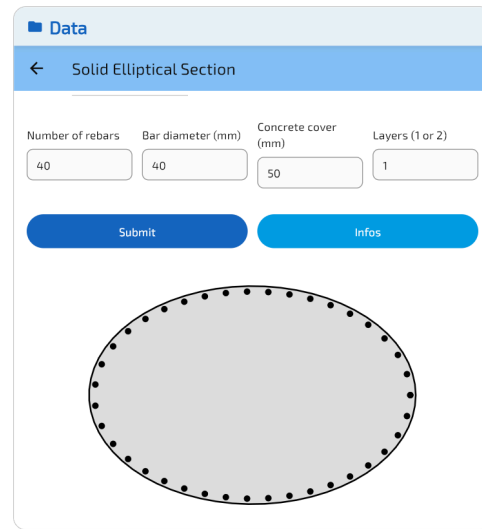 Data
Solid Elliptical Section
Number of rebars
Bar diameter (mm)
Concrete cover
(mm)
Layers (1 or 2)
40
40
50
1
Submit
Infos